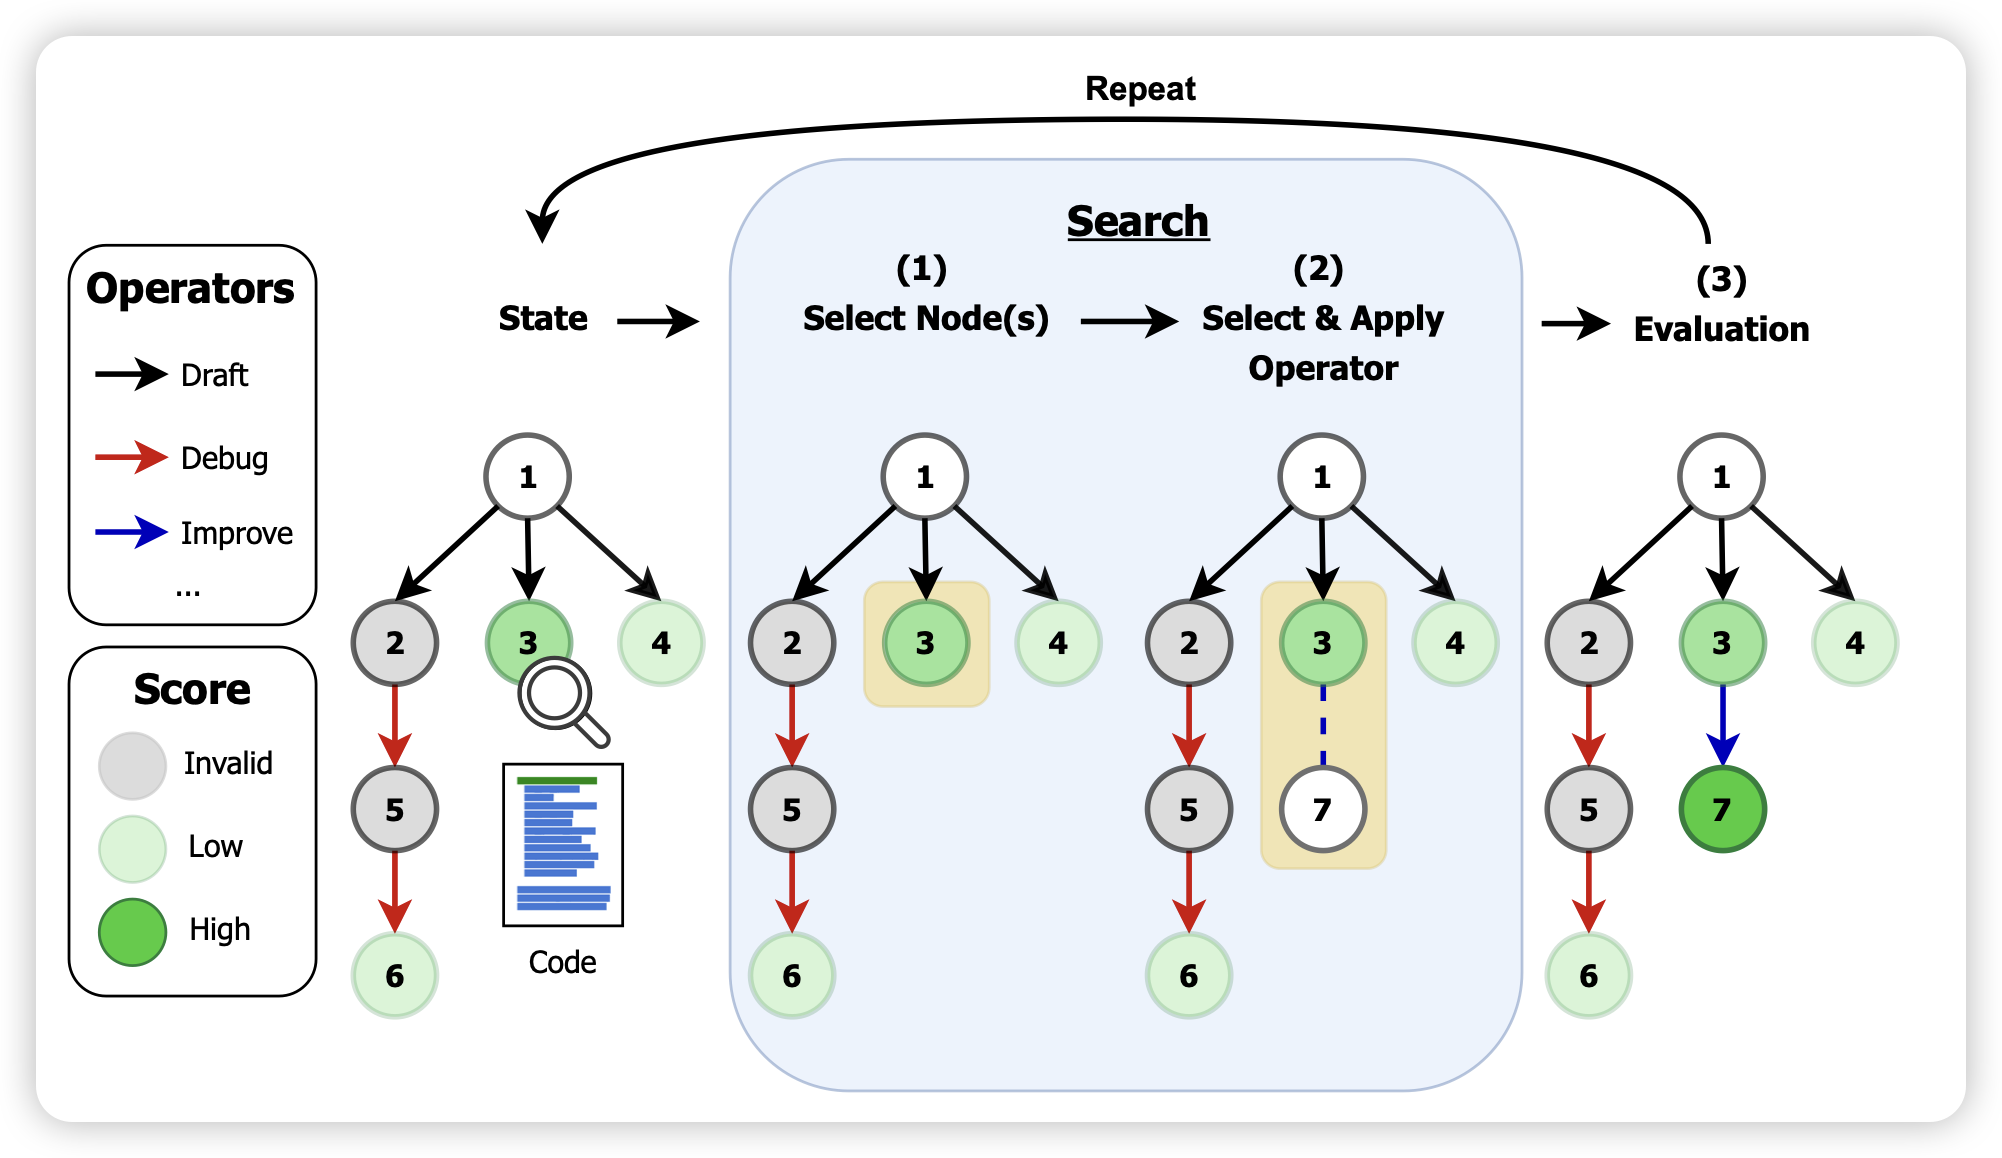 Repeat
Search
Operators
Draft
Debug
Improve
...
Score
Invalid
Low
High
State
1
2
3
4
5
6
Code
(1)
Select Node(s)
1
2
3
4
5
6
(2)
Select & Apply
Operator
1
2
3
4
5
7
6
(3)
Evaluation
1
2
3
4
5
7
6